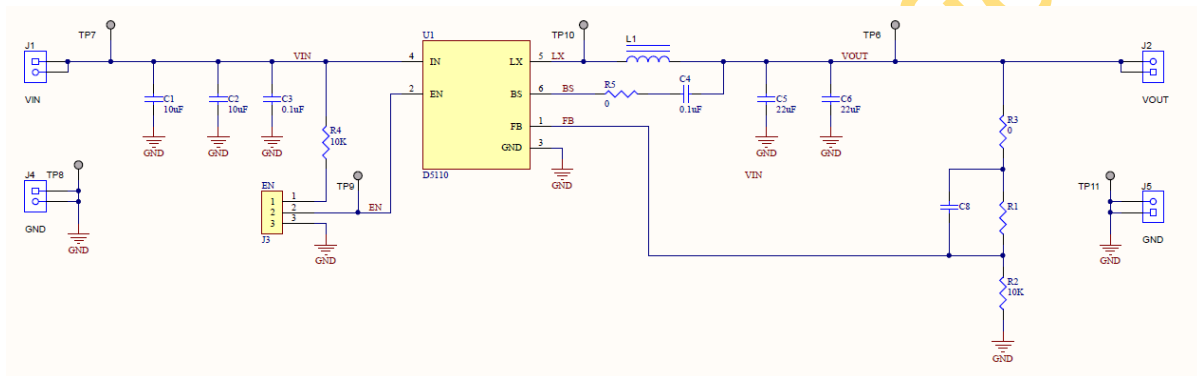 J1
VIN
TP7
C1
10uF
GND
C2
10uF
GND
C3
0.1uF
GND
VIN
R4
10K
U1
4
IN
2
EN
LX
5
LX
BS
6
BS
FB
1
FB
GND
3
GND
D5110
TP10
L1
R5
0
C4
0.1uF
C5
22uF
GND
VIN
C6
22uF
GND
VOUT
TP6
J2
VOUT
R3
0
C8
R1
R2
10K
GND
J4
GND
TP8
GND
EN
1
1
2
2
3
3
J3
EN
TP9
GND
TP11
GND
J5
GND